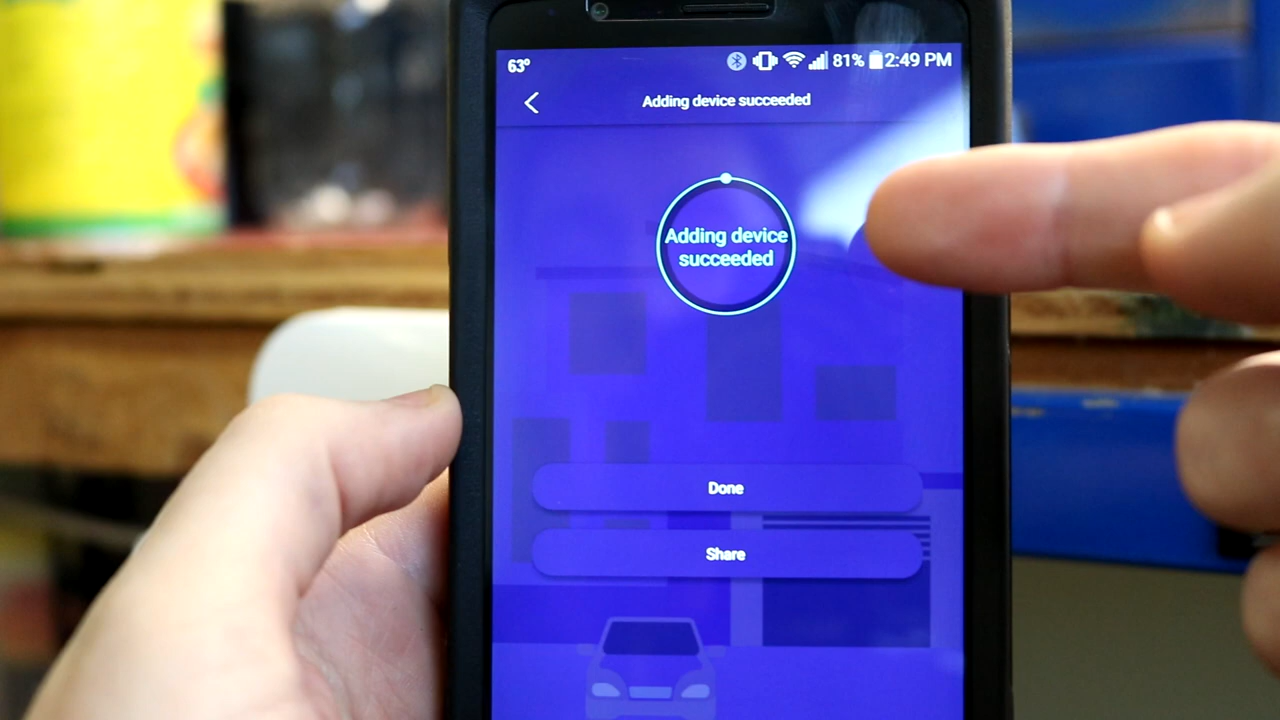 63° 81% 2:49 PM
Adding device succeeded
Adding device
succeeded
Done
Share